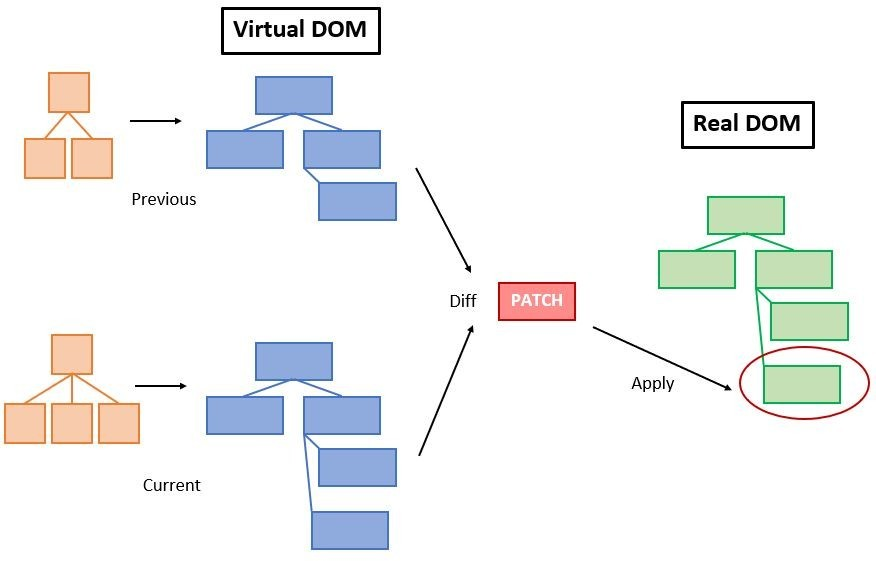 Virtual DOM
Real DOM
Previous
Diff
PATCH
Apply
Current